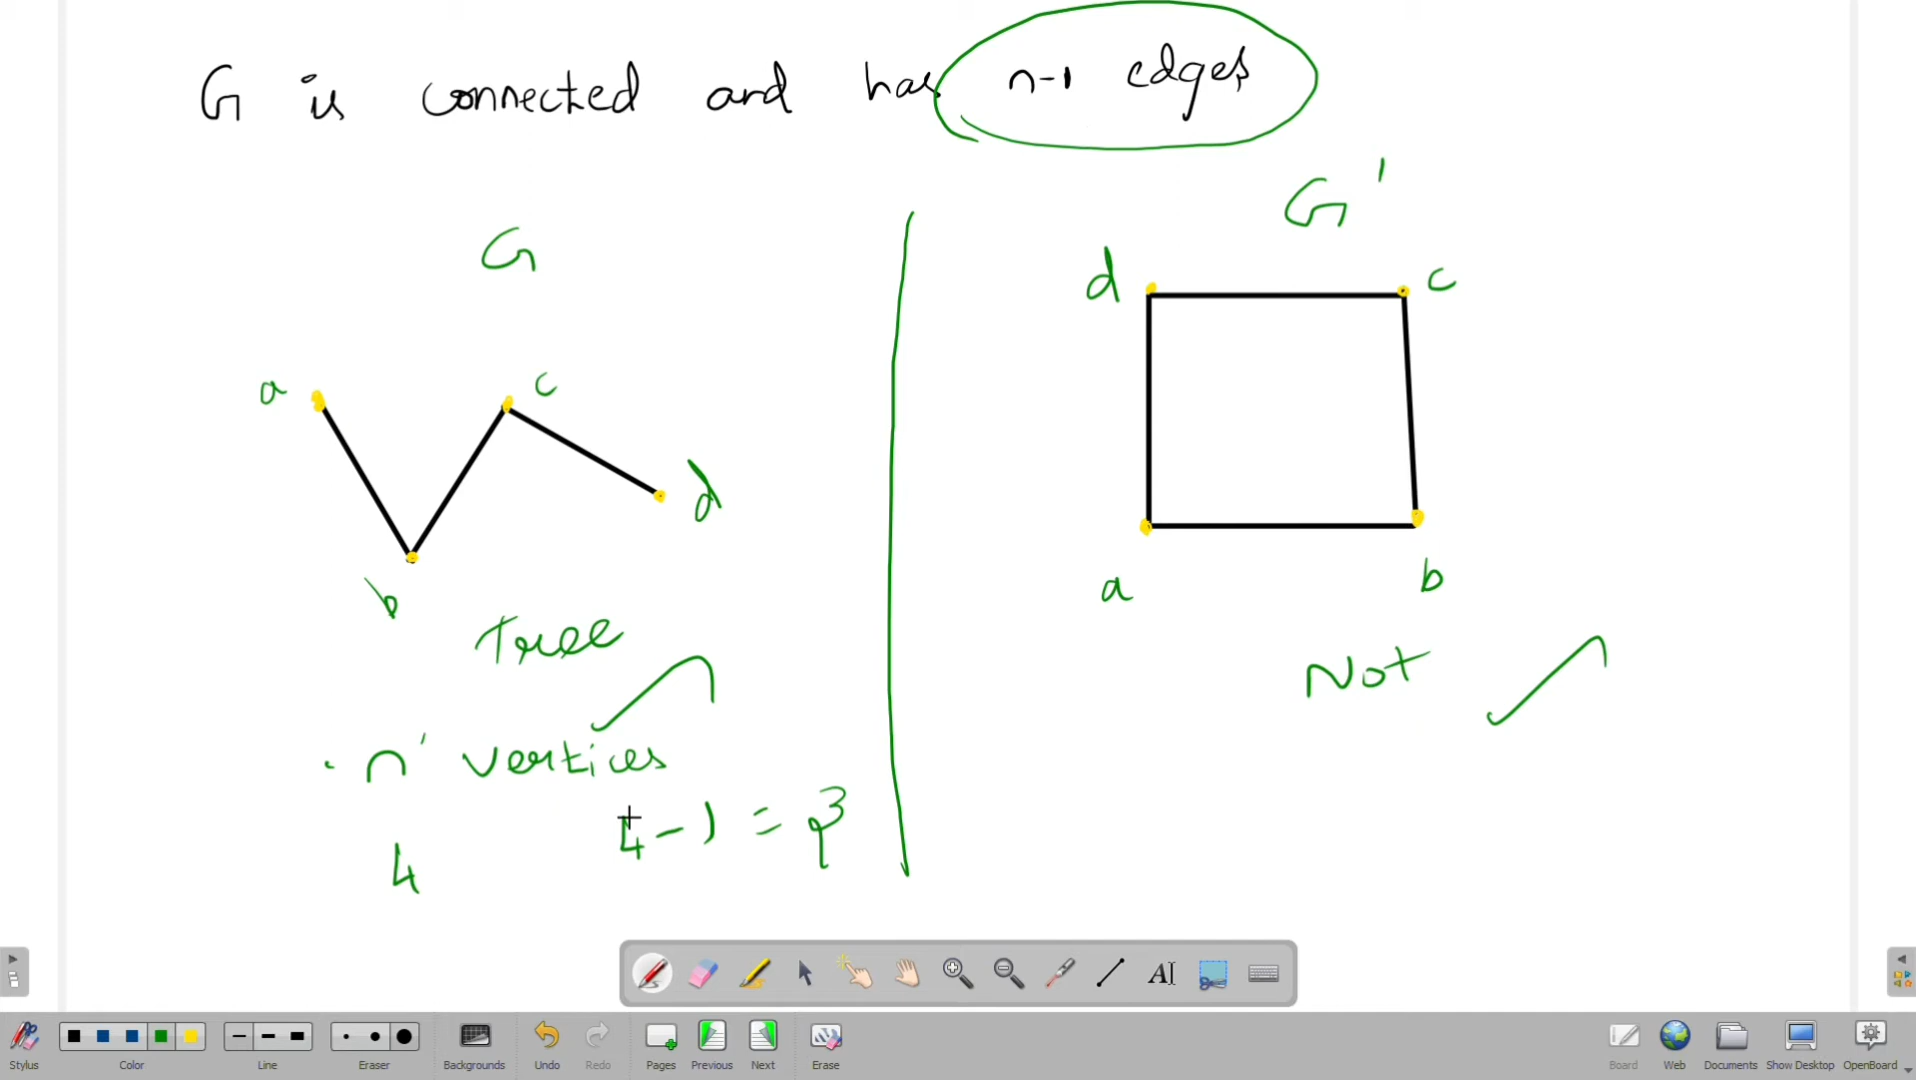 G is connected and has n-1 edges
G
a
c
d
b
Tree
'n' vertices
4
4-1 = 3
G'
d
c
a
b
Not
AI
Stylus
Color
Line
Eraser
Backgrounds
Undo
Redo
Pages
Previous
Next
Erase
Board
Web
Documents
Show Desktop
OpenBoard